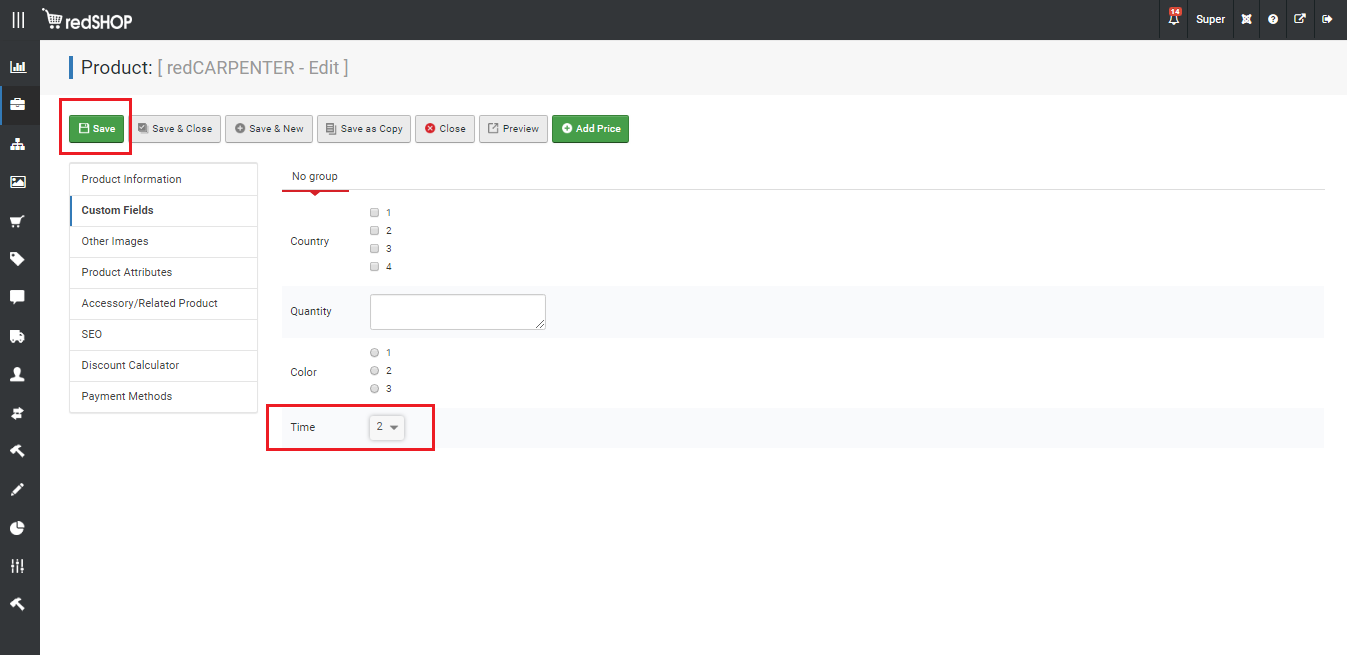 redSHOP
14
Super
Product: [ redCARPENTER - Edit ]
Save
Save & Close
Save & New
Save as Copy
Close
Preview
Add Price
Product Information
Custom Fields
Other Images
Product Attributes
Accessory/Related Product
SEO
Discount Calculator
Payment Methods
No group
Country
1
2
3
4
Quantity
Color
1
2
3
Time
2